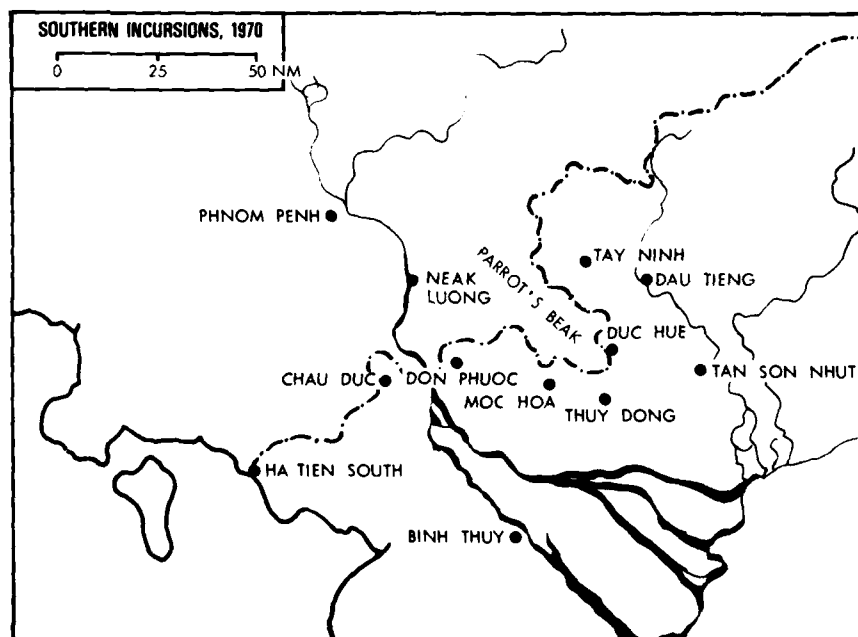 SOUTHERN INCURSIONS, 1970
0 25 50 NM
PHNOM PENH
NEAK
LUONG
PARROT'S BEAK
TAY NINH
DAU TIENG
DUC HUE
CHAU DUC
DON PHUOC
MOC HOA
THUY DONG
TAN SON NHUT
HA TIEN SOUTH
BINH THUY